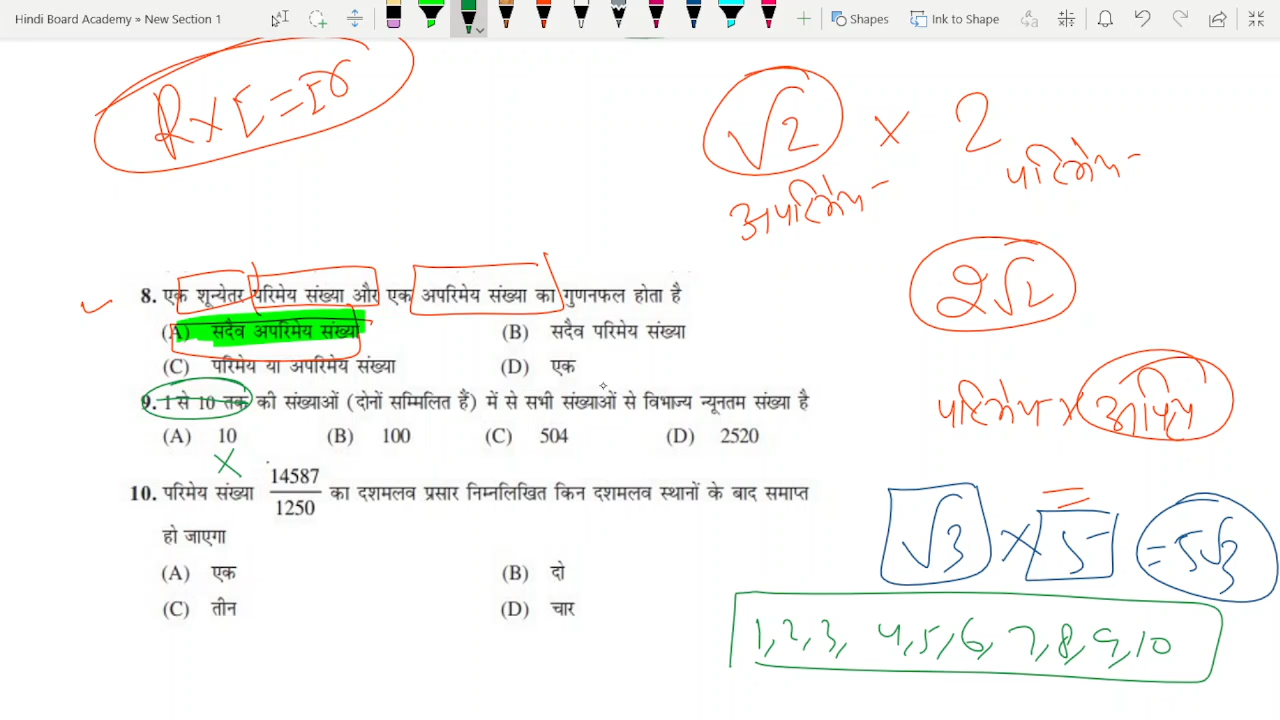 Hindi Board Academy » New Section 1
Shapes
Ink to Shape
R × I = Ir
√2 × 2
अपरिमेय
परिमेय
2√2
8. एक शून्येतर परिमेय संख्या और एक अपरिमेय संख्या का गुणनफल होता है
(A) सदैव अपरिमेय संख्या (B) सदैव परिमेय संख्या
(C) परिमेय या अपरिमेय संख्या (D) एक
9. 1 से 10 तक की संख्याओं (दोनों सम्मिलित हैं) में से सभी संख्याओं से विभाज्य न्यूनतम संख्या है
(A) 10 (B) 100 (C) 504 (D) 2520
10. परिमेय संख्या 14587/1250 का दशमलव प्रसार निम्नलिखित किन दशमलव स्थानों के बाद समाप्त
हो जाएगा
(A) एक (B) दो
(C) तीन (D) चार
परिमेय ×
√3 × 5 = 5√3
1, 2, 3, 4, 5, 6, 7, 8, 9, 10